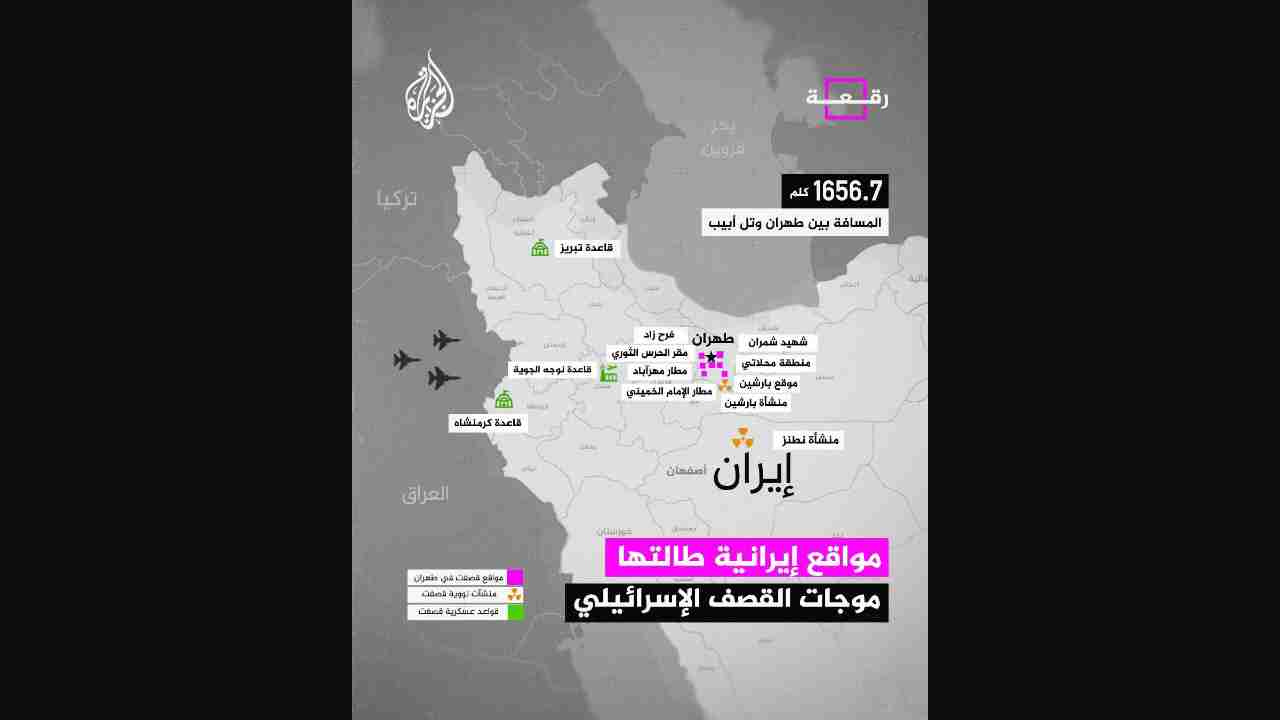 الجزيرة
رقعة
بحر
قزوين
تركيا
1656.7 كلم
المسافة بين طهران وتل أبيب
قاعدة تبريز
طهران
فرح زاد
شهيد شمران
مقر الحرس الثوري
منطقة محلاتي
قاعدة نوجه الجوية
مطار مهرآباد
موقع بارشين
مطار الإمام الخميني
منشأة بارشين
قاعدة كرمنشاه
منشأة نطنز
أصفهان
إيران
العراق
خوزستان
مواقع إيرانية طالتها
موجات القصف الإسرائيلي
مواقع قصفت في طهران
منشآت نووية قصفت
قواعد عسكرية قصفت